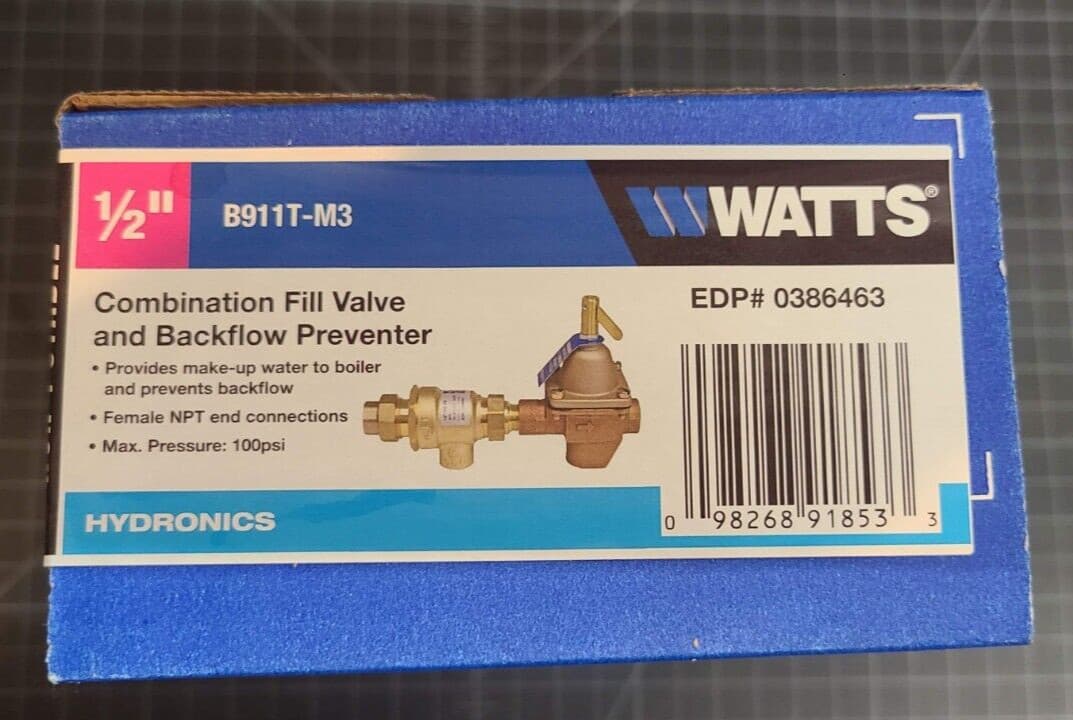 ½" B911T-M3 WATTS®
Combination Fill Valve
and Backflow Preventer
• Provides make-up water to boiler
and prevents backflow
• Female NPT end connections
• Max. Pressure: 100psi
EDP# 0386463
0 98268 91853 3
HYDRONICS